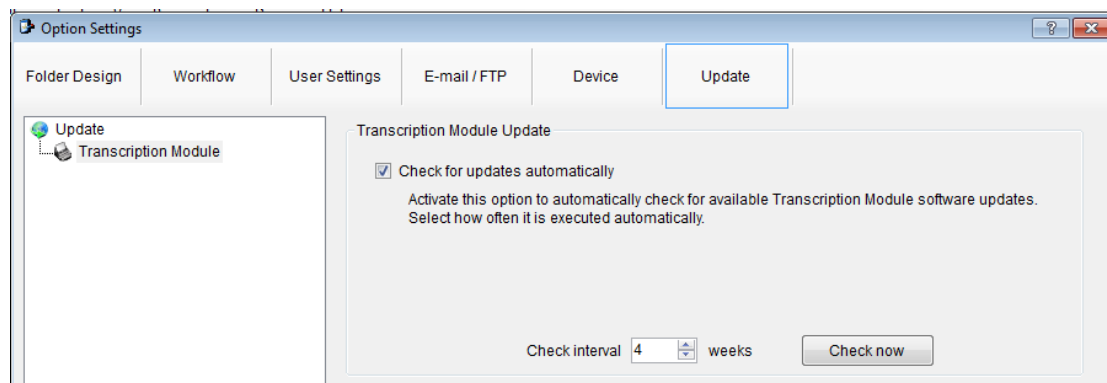 Option Settings
Folder Design Workflow User Settings E-mail / FTP Device Update
Update
Transcription Module
Transcription Module Update
Check for updates automatically
Activate this option to automatically check for available Transcription Module software updates.
Select how often it is executed automatically.
Check interval 4 weeks Check now